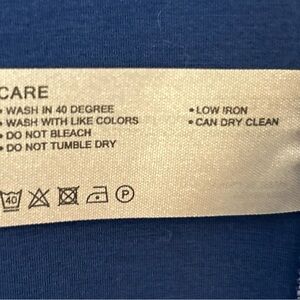 CARE
• WASH IN 40 DEGREE
• WASH WITH LIKE COLORS
• DO NOT BLEACH
• DO NOT TUMBLE DRY
• LOW IRON
• CAN DRY CLEAN
40 P